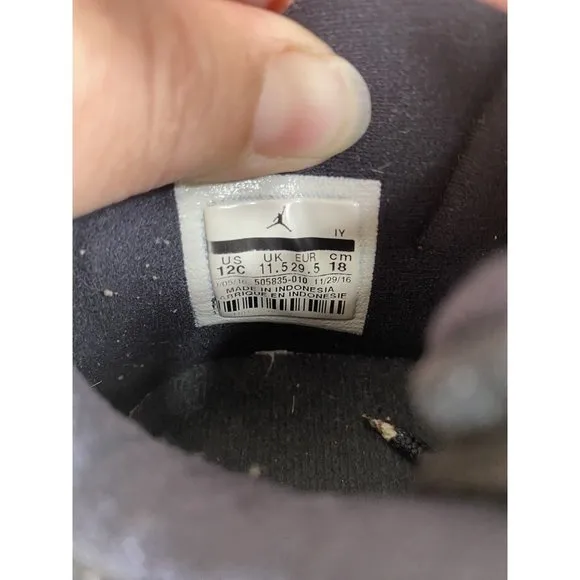 IY
US UK EUR cm
12C 11.5 29.5 18
505835-010 11/29/16
MADE IN INDONESIA
FABRIQUE EN INDONESIE